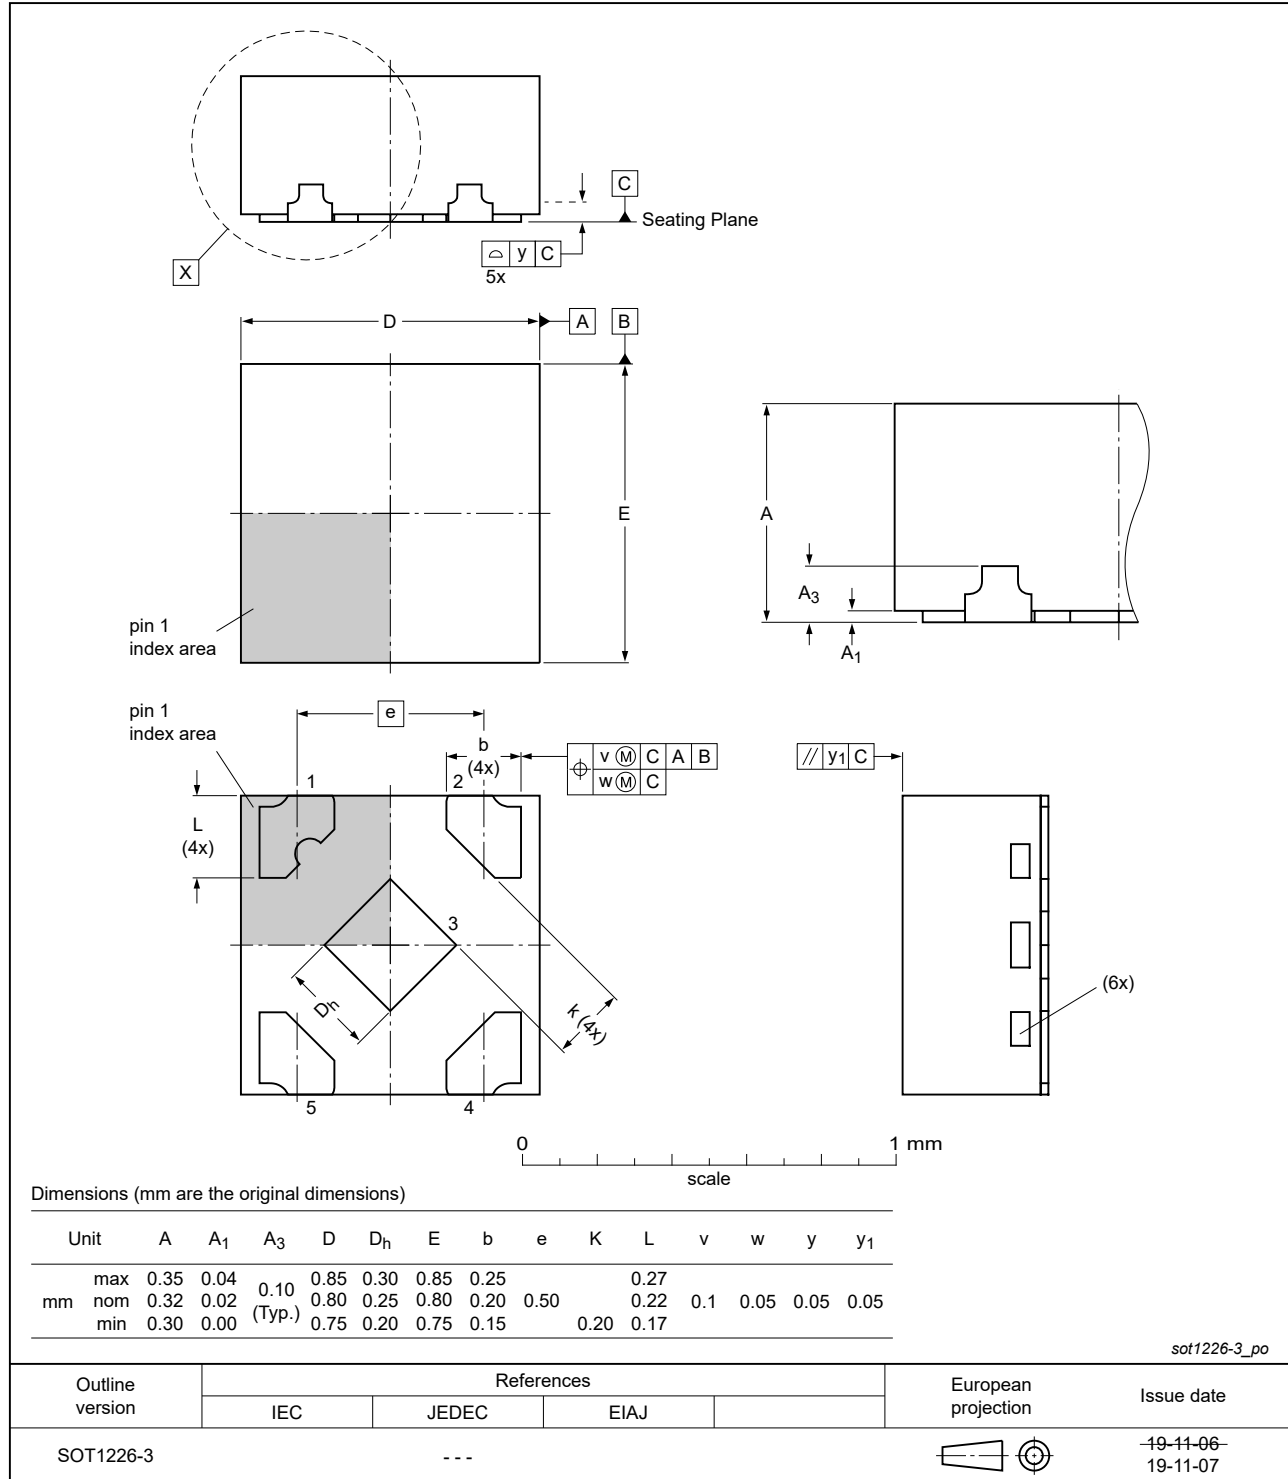 C
Seating Plane
⌓ y C
5x
X
D
A
B
E
pin 1
index area
A
A3
A1
pin 1
index area
e
b
(4x)
⌖ v Ⓜ C A B
w Ⓜ C
// y1 C
1
2
L
(4x)
3
Dh
k (4x)
(6x)
5
4
0
1 mm
scale
Dimensions (mm are the original dimensions)
Unit A A1 A3 D Dh E b e K L v w y y1
max 0.35 0.04 0.85 0.30 0.85 0.25 0.27
mm nom 0.32 0.02 0.10 (Typ.) 0.80 0.25 0.80 0.20 0.50 0.22 0.1 0.05 0.05 0.05
min 0.30 0.00 0.75 0.20 0.75 0.15 0.20 0.17
sot1226-3_po
Outline
version
References
IEC JEDEC EIAJ
European
projection
Issue date
SOT1226-3
- - -
19-11-06
19-11-07